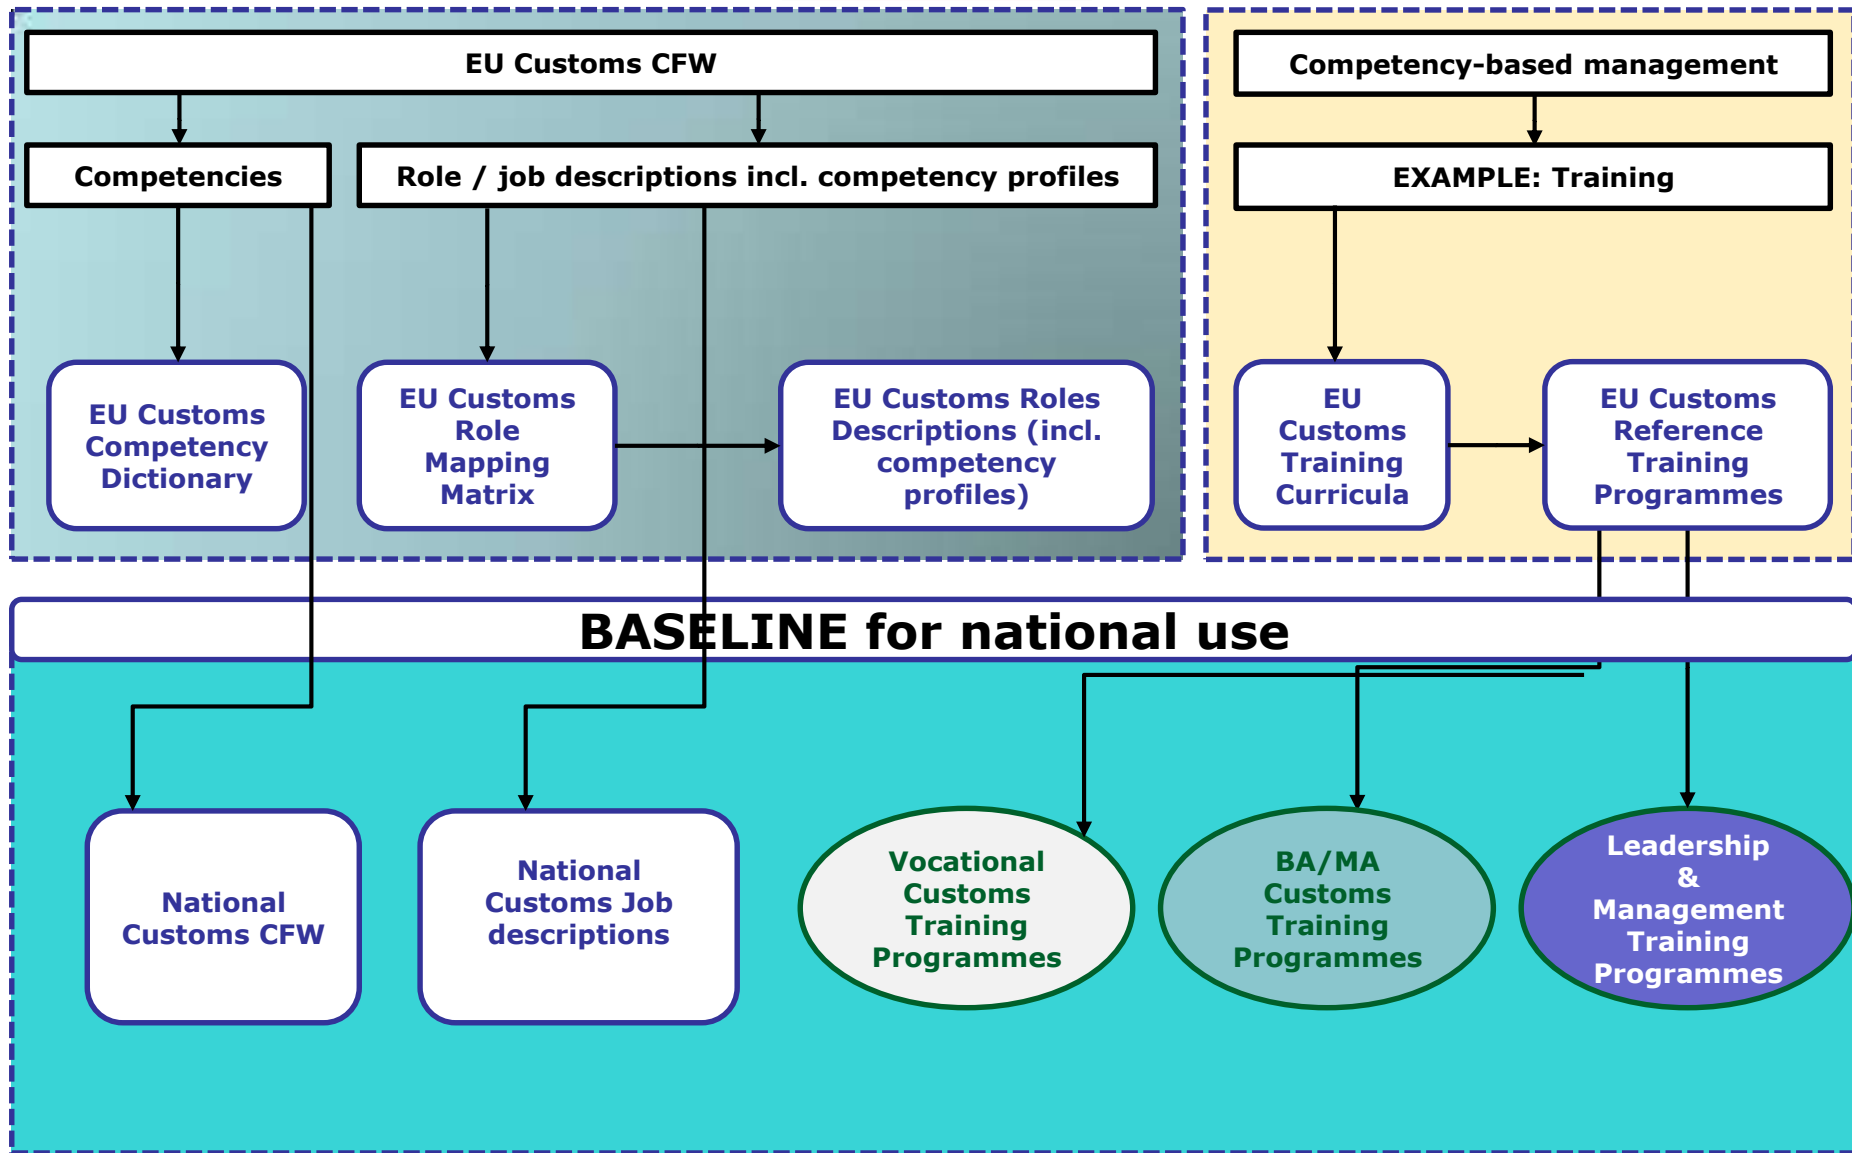 EU Customs CFW
Competency-based management
Competencies
Role / job descriptions incl. competency profiles
EXAMPLE: Training
EU Customs
Competency
Dictionary
EU Customs
Role
Mapping
Matrix
EU Customs Roles
Descriptions (incl.
competency
profiles)
EU
Customs
Training
Curricula
EU Customs
Reference
Training
Programmes
BASELINE for national use
National
Customs CFW
National
Customs Job
descriptions
Vocational
Customs
Training
Programmes
BA/MA
Customs
Training
Programmes
Leadership
&
Management
Training
Programmes